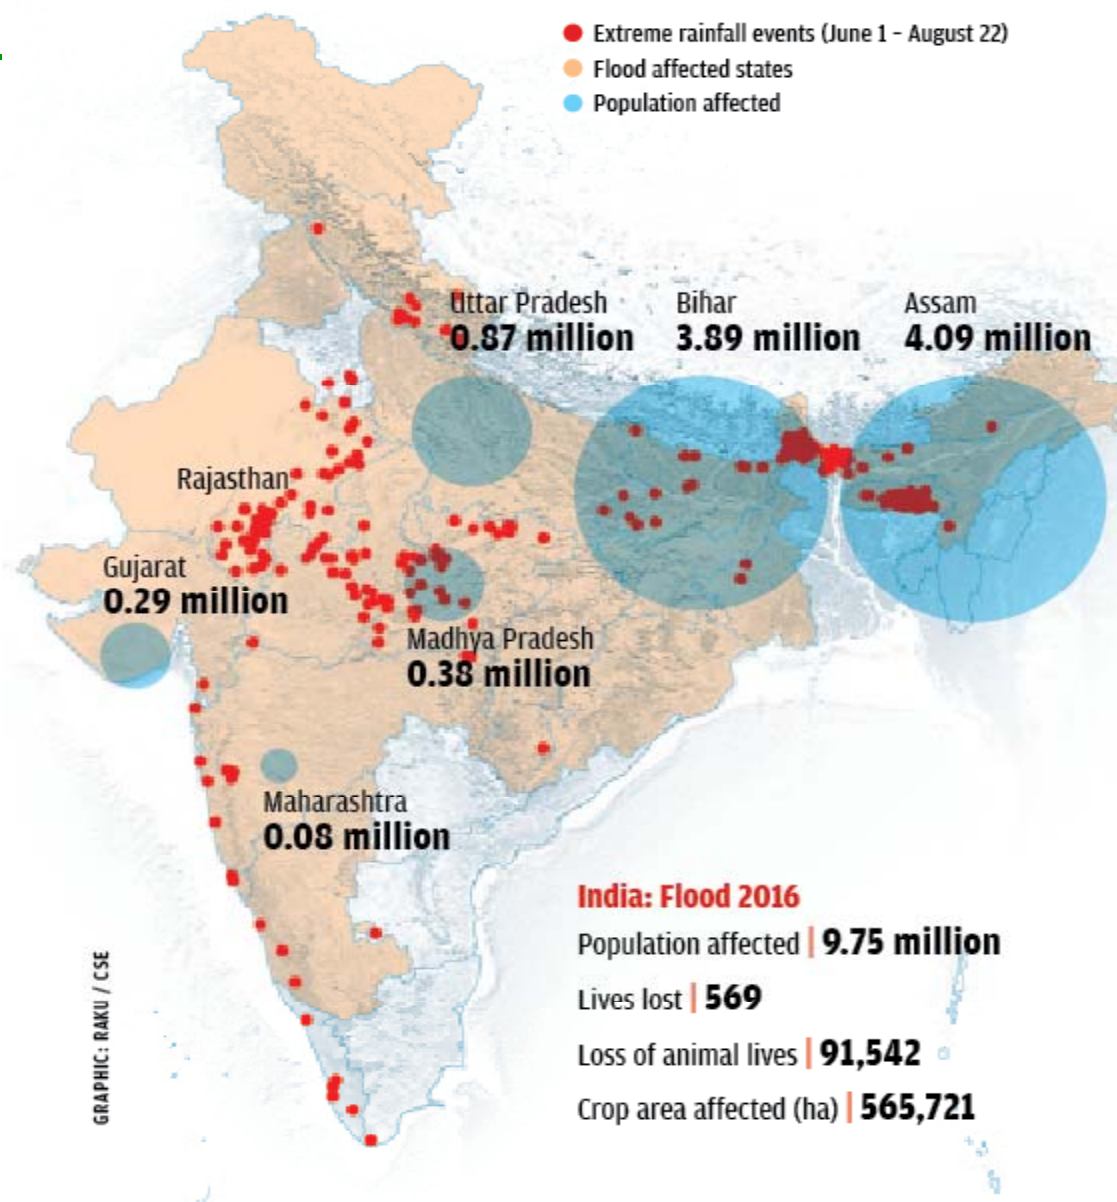 Extreme rainfall events (June 1 – August 22)
Flood affected states
Population affected
Uttar Pradesh
0.87 million
Bihar
3.89 million
Assam
4.09 million
Rajasthan
Gujarat
0.29 million
Madhya Pradesh
0.38 million
Maharashtra
0.08 million
India: Flood 2016
Population affected | 9.75 million
Lives lost | 569
Loss of animal lives | 91,542
Crop area affected (ha) | 565,721
GRAPHIC: RAKU / CSE